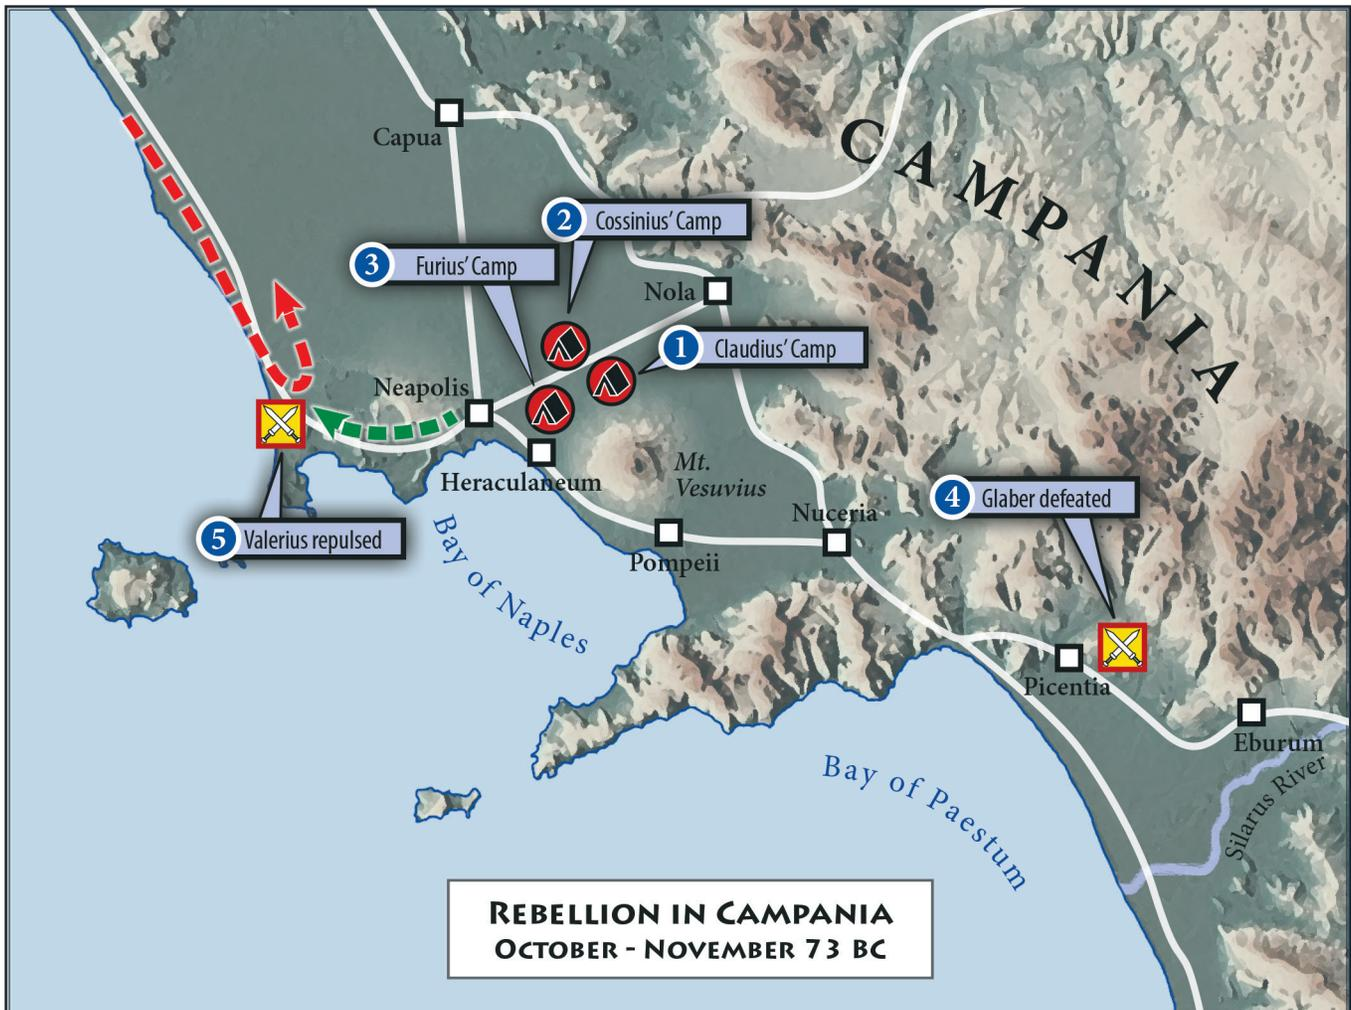 Capua
CAMPANIA
2 Cossinius' Camp
3 Furius' Camp
Nola
1 Claudius' Camp
Neapolis
Mt.
Vesuvius
Heraculaneum
4 Glaber defeated
Nuceria
5 Valerius repulsed
Pompeii
Bay of Naples
Picentia
Eburum
Bay of Paestum
Silarus River
REBELLION IN CAMPANIA
OCTOBER - NOVEMBER 73 BC